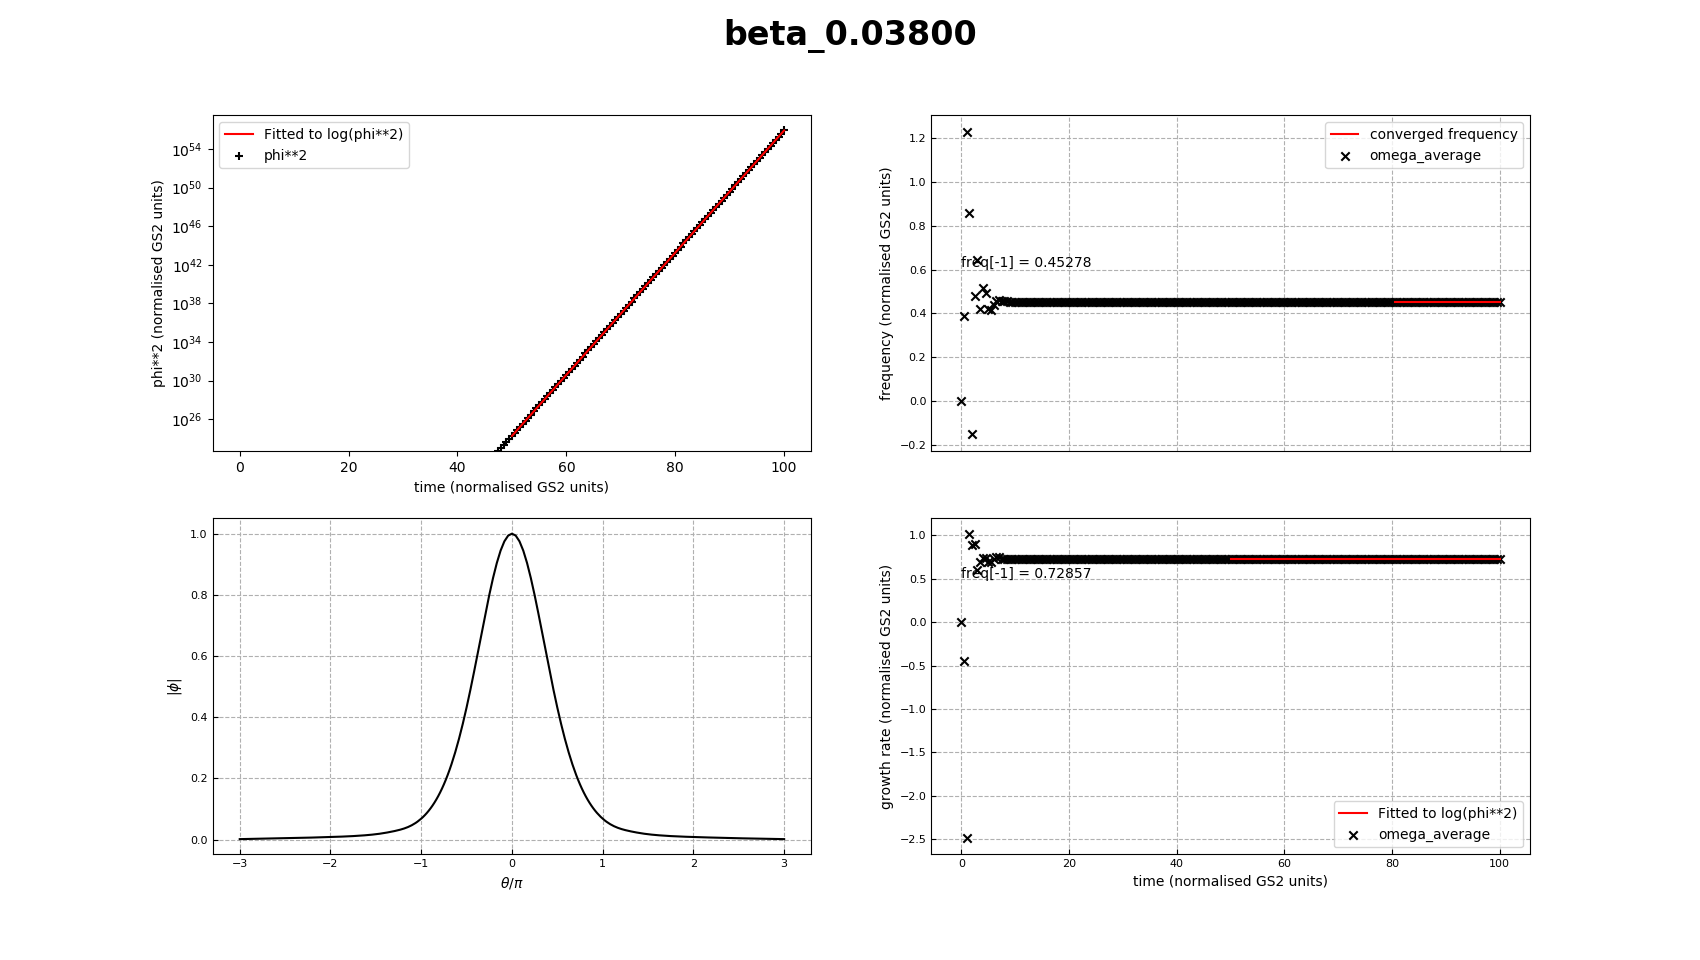 beta_0.03800
Fitted to log(phi**2)
phi**2
10^54
10^50
10^46
10^42
10^38
10^34
10^30
10^26
phi**2 (normalised GS2 units)
0 20 40 60 80 100
time (normalised GS2 units)
converged frequency
omega_average
freq[-1] = 0.45278
1.2
1.0
0.8
0.6
0.4
0.2
0.0
−0.2
frequency (normalised GS2 units)
1.0
0.8
0.6
0.4
0.2
0.0
|ϕ|
−3 −2 −1 0 1 2 3
θ/π
freq[-1] = 0.72857
1.0
0.5
0.0
−0.5
−1.0
−1.5
−2.0
−2.5
growth rate (normalised GS2 units)
Fitted to log(phi**2)
omega_average
0 20 40 60 80 100
time (normalised GS2 units)